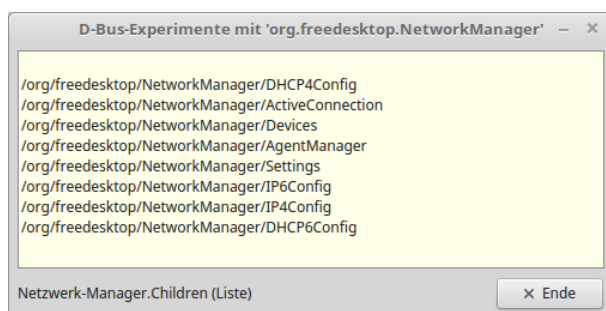 D-Bus-Experimente mit 'org.freedesktop.NetworkManager'
/org/freedesktop/NetworkManager/DHCP4Config
/org/freedesktop/NetworkManager/ActiveConnection
/org/freedesktop/NetworkManager/Devices
/org/freedesktop/NetworkManager/AgentManager
/org/freedesktop/NetworkManager/Settings
/org/freedesktop/NetworkManager/IP6Config
/org/freedesktop/NetworkManager/IP4Config
/org/freedesktop/NetworkManager/DHCP6Config
Netzwerk-Manager.Children (Liste)
Ende